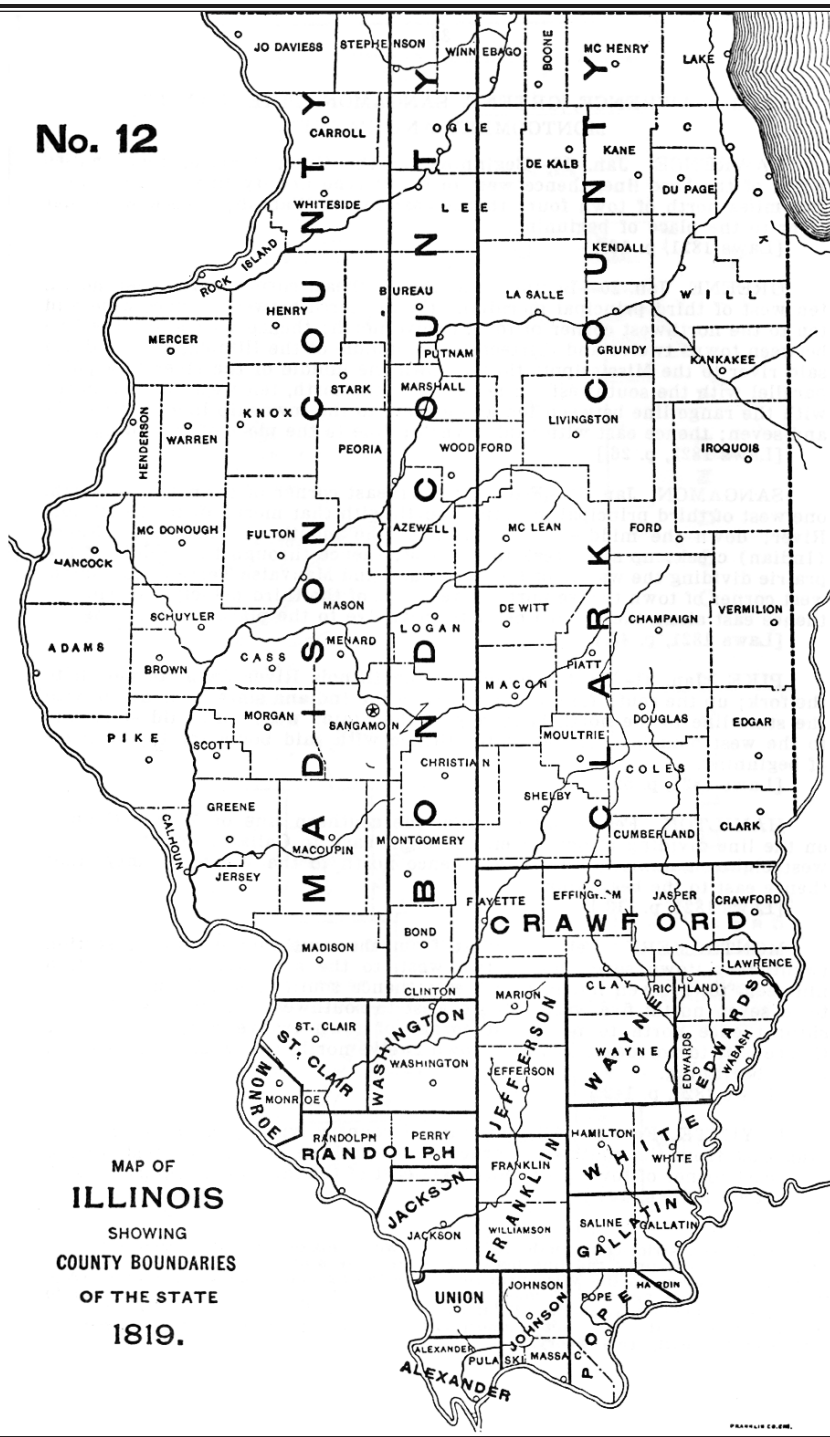 No. 12
JO DAVIESS
STEPHENSON
WINNEBAGO
BOONE
MC HENRY
LAKE
CARROLL
OGLE
DE KALB
KANE
C O O K
DU PAGE
WHITESIDE
LEE
KENDALL
ROCK ISLAND
HENRY
BUREAU
LA SALLE
WILL
MERCER
PUTNAM
GRUNDY
KANKAKEE
STARK
MARSHALL
HENDERSON
WARREN
KNOX
PEORIA
WOODFORD
LIVINGSTON
IROQUOIS
HANCOCK
MC DONOUGH
FULTON
AZEWELL
MC LEAN
FORD
MASON
SCHUYLER
ADAMS
BROWN
CASS
MENARD
LOGAN
DE WITT
CHAMPAIGN
VERMILION
PIATT
MACON
PIKE
MORGAN
SCOTT
SANGAMON
CHRISTIAN
MOULTRIE
DOUGLAS
EDGAR
COLES
SHELBY
CUMBERLAND
CLARK
CALHOUN
GREENE
MACOUPIN
MONTGOMERY
JERSEY
FAYETTE
EFFINGHAM
JASPER
CRAWFORD
MADISON COUNTY
BOND COUNTY
CLARK COUNTY
CRAWFORD
MADISON
BOND
LAWRENCE
CLINTON
MARION
CLAY
RICHLAND
ST. CLAIR
ST. CLAIR
WASHINGTON
WASHINGTON
JEFFERSON
JEFFERSON
WAYNE
WAYNE
EDWARDS
EDWARDS
WABASH
MONROE
MONROE
RANDOLPH
PERRY
RANDOLPH
HAMILTON
WHITE
WHITE
FRANKLIN
FRANKLIN
JACKSON
JACKSON
WILLIAMSON
SALINE
GALLATIN
GALLATIN
UNION
JOHNSON
JOHNSON
POPE
POPE
HARDIN
ALEXANDER
PULASKI
MASSAC
ALEXANDER
MAP OF
ILLINOIS
SHOWING
COUNTY BOUNDARIES
OF THE STATE
1819.
FRANKLIN CO. ENG.